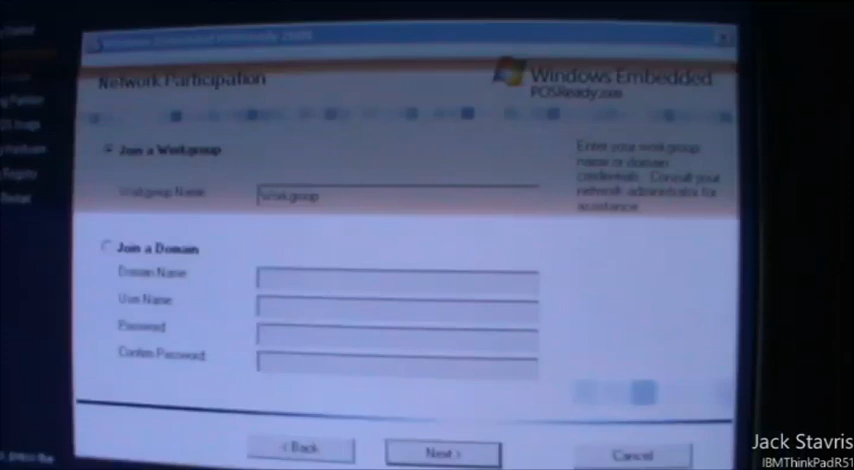 Network Participation
Windows Embedded
POSReady 2009
Join a Workgroup
Workgroup Name
Workgroup
Enter your workgroup
name or domain
credentials. Consult your
network administrator for
assistance.
Join a Domain
Domain Name
User Name
Password
Confirm Password
< Back
Next >
Cancel
Jack Stavris
IBMThinkPadR51